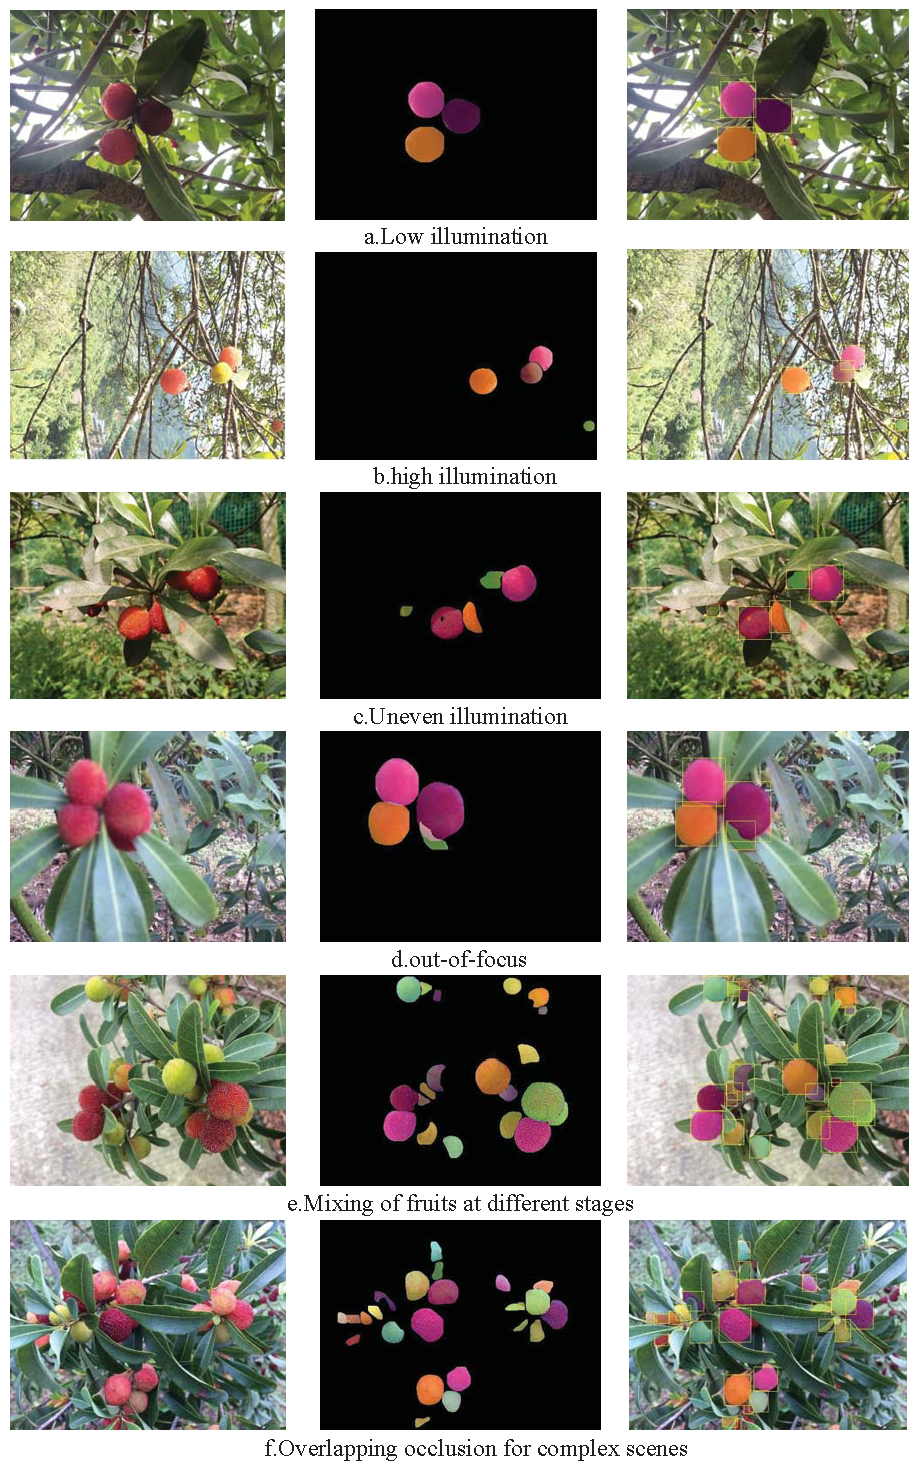 a.Low illumination
b.high illumination
c.Uneven illumination
d.out-of-focus
e.Mixing of fruits at different stages
f.Overlapping occlusion for complex scenes